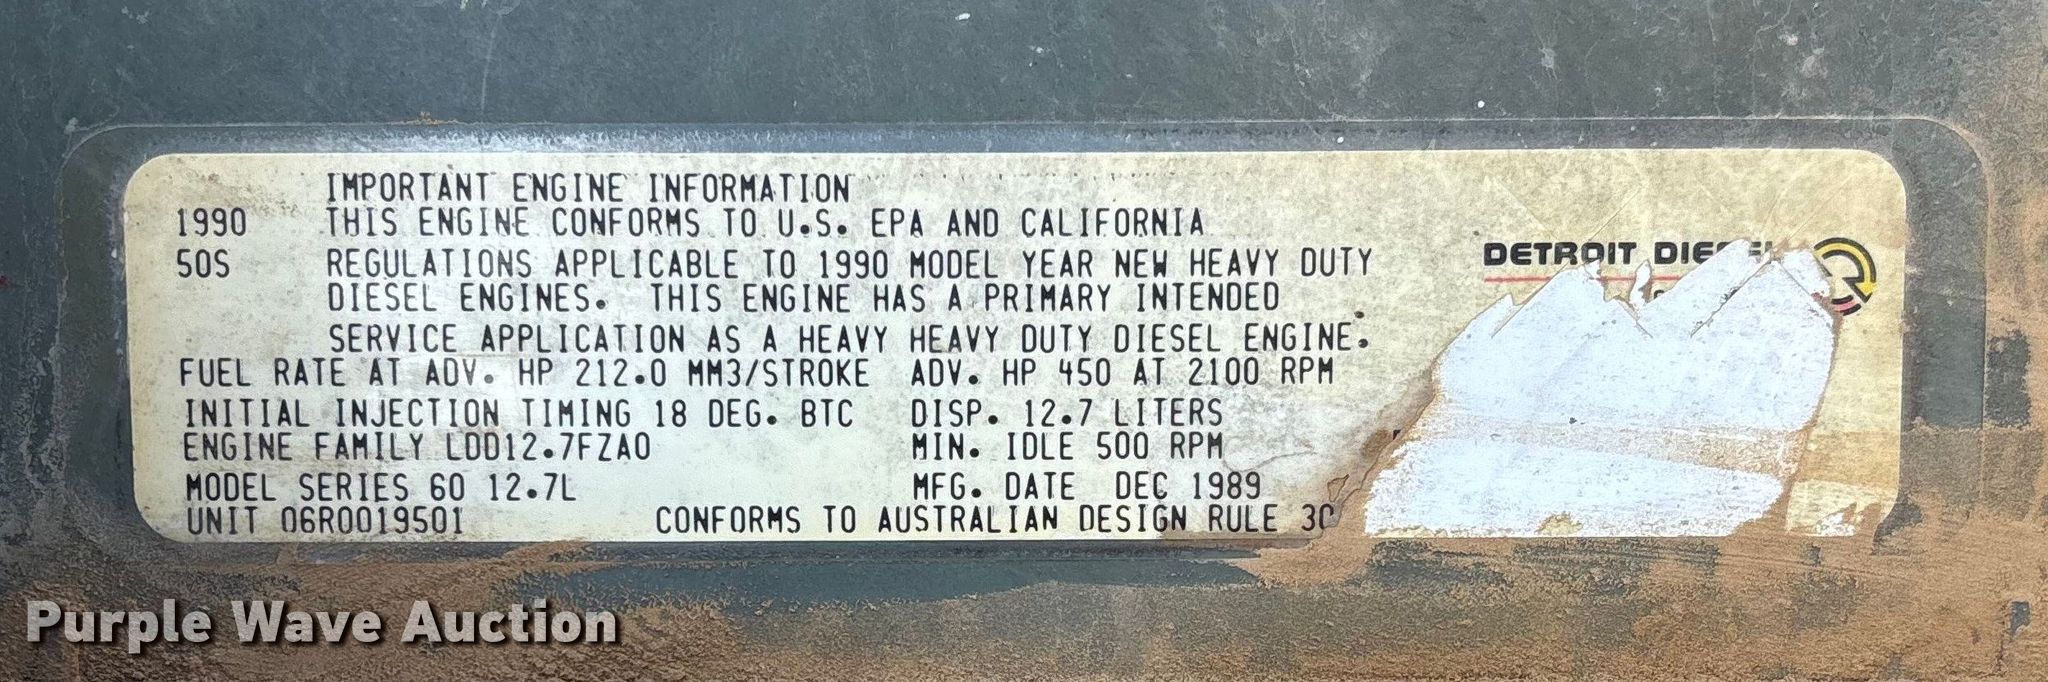 IMPORTANT ENGINE INFORMATION
1990 THIS ENGINE CONFORMS TO U.S. EPA AND CALIFORNIA
50S REGULATIONS APPLICABLE TO 1990 MODEL YEAR NEW HEAVY DUTY
DIESEL ENGINES. THIS ENGINE HAS A PRIMARY INTENDED
SERVICE APPLICATION AS A HEAVY HEAVY DUTY DIESEL ENGINE.
FUEL RATE AT ADV. HP 212.0 MM3/STROKE ADV. HP 450 AT 2100 RPM
INITIAL INJECTION TIMING 18 DEG. BTC DISP. 12.7 LITERS
ENGINE FAMILY LDD12.7FZA0 MIN. IDLE 500 RPM
MODEL SERIES 60 12.7L MFG. DATE DEC 1989
UNIT 06R0019501 CONFORMS TO AUSTRALIAN DESIGN RULE 30
DETROIT DIESEL
Purple Wave Auction